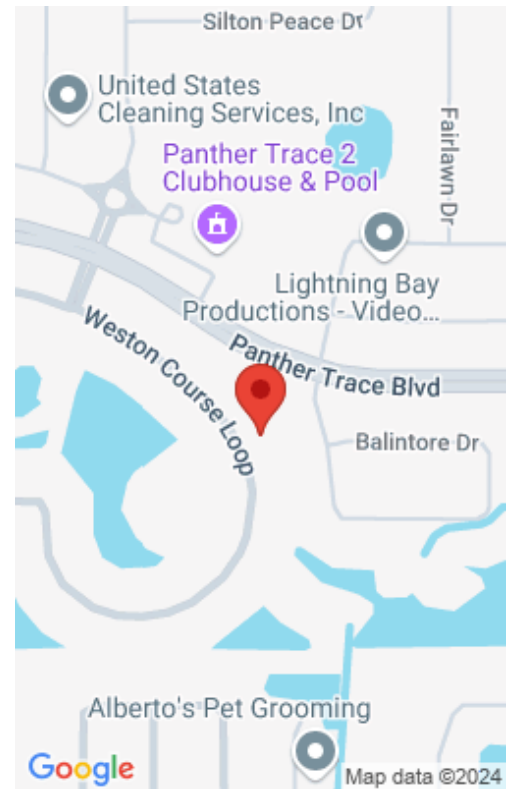 Silton Peace Dr
United States
Cleaning Services, Inc
Fairlawn Dr
Panther Trace 2
Clubhouse & Pool
Lightning Bay
Productions - Video...
Weston Course Loop
Panther Trace Blvd
Balintore Dr
Alberto's Pet Grooming
Google
Map data ©2024